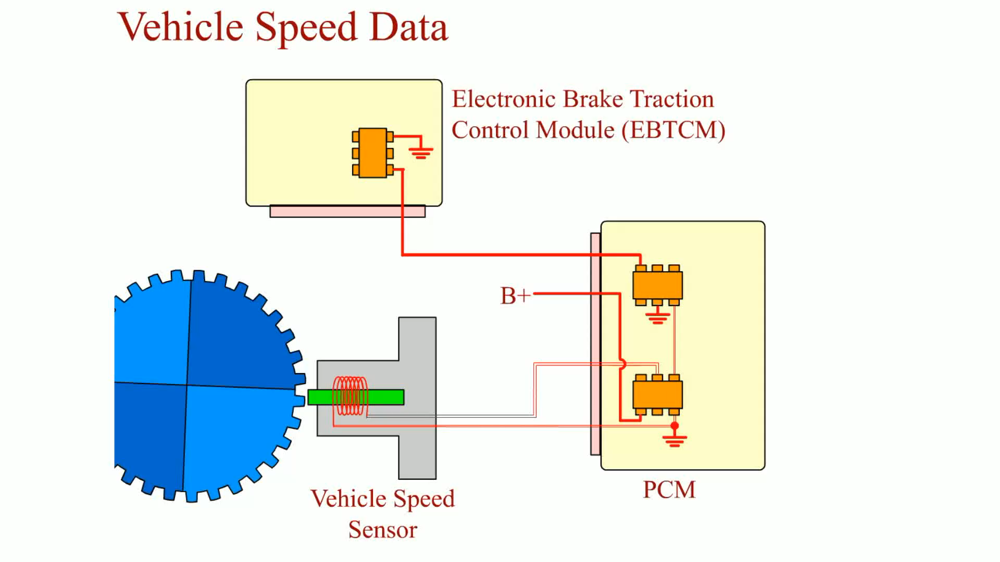 Vehicle Speed Data
Electronic Brake Traction
Control Module (EBTCM)
B+
PCM
Vehicle Speed
Sensor